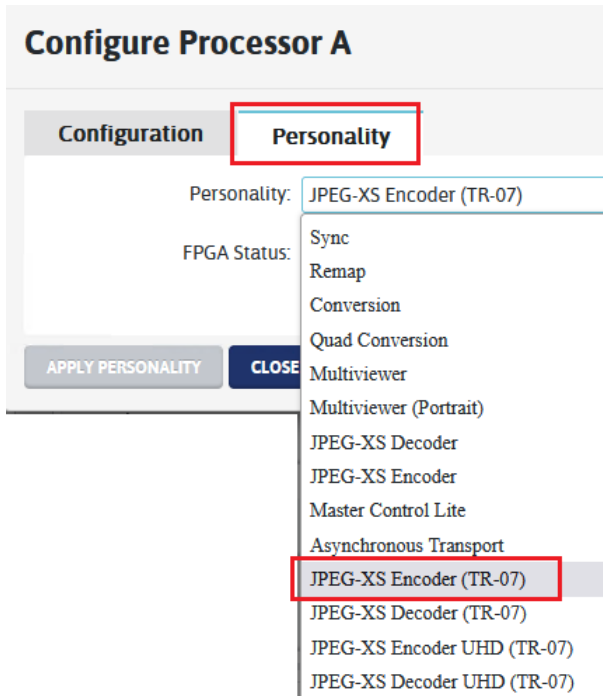 Configure Processor A
Configuration Personality
Personality: JPEG-XS Encoder (TR-07)
FPGA Status:
Sync
Remap
Conversion
Quad Conversion
Multiviewer
Multiviewer (Portrait)
JPEG-XS Decoder
JPEG-XS Encoder
Master Control Lite
Asynchronous Transport
JPEG-XS Encoder (TR-07)
JPEG-XS Decoder (TR-07)
JPEG-XS Encoder UHD (TR-07)
JPEG-XS Decoder UHD (TR-07)
APPLY PERSONALITY CLOSE